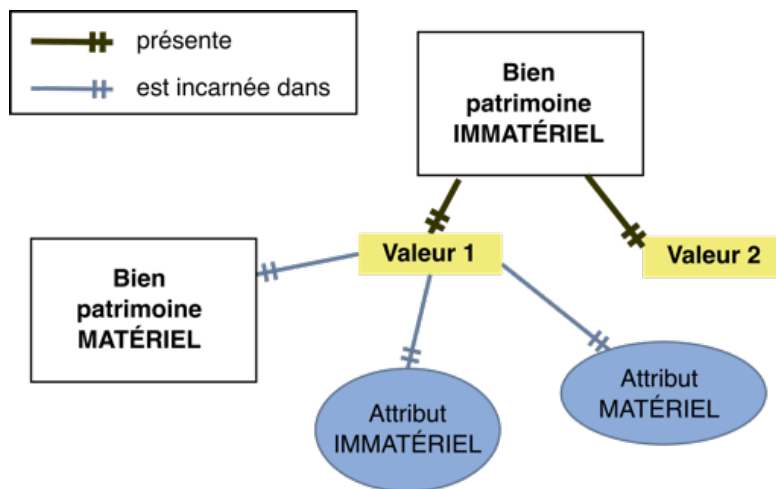 présente
est incarnée dans
Bien
patrimoine
IMMATÉRIEL
Valeur 1
Valeur 2
Bien
patrimoine
MATÉRIEL
Attribut
IMMATÉRIEL
Attribut
MATÉRIEL